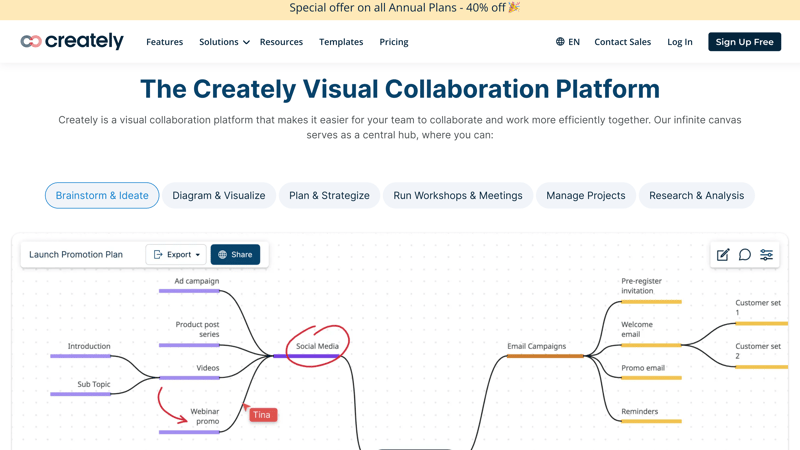 Special offer on all Annual Plans - 40% off🎉
creately
Features Solutions Resources Templates Pricing
EN Contact Sales Log In Sign Up Free
The Creately Visual Collaboration Platform
Creately is a visual collaboration platform that makes it easier for your team to collaborate and work more efficiently together. Our infinite canvas
serves as a central hub, where you can:
Brainstorm & Ideate Diagram & Visualize Plan & Strategize Run Workshops & Meetings Manage Projects Research & Analysis
Launch Promotion Plan Export Share
Ad campaign
Product post
series
Introduction
Videos
Sub Topic
Webinar
promo
Tina
Social Media
Email Campaigns
Pre-register
invitation
Welcome
email
Promo email
Reminders
Customer set
1
Customer set
2